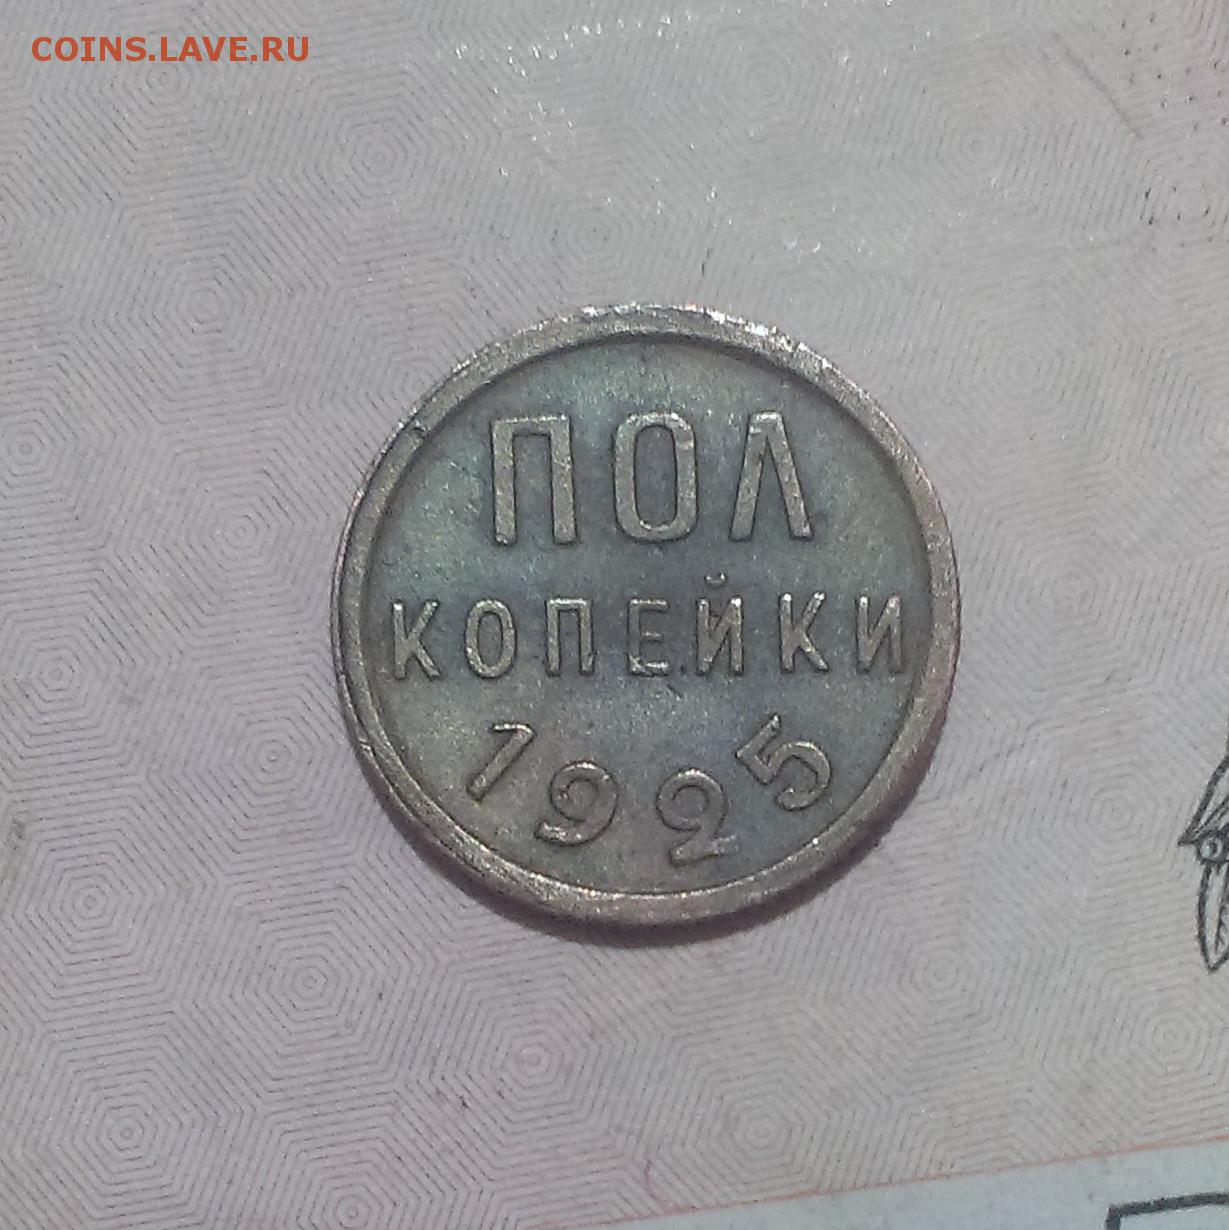 COINS.LAVE.RU
ПОЛ
КОПЕЙКИ
1925